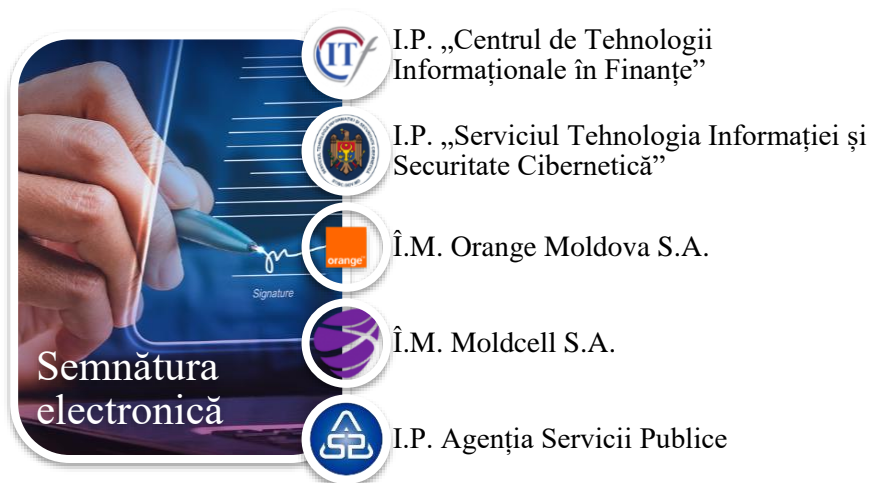 I.P. „Centrul de Tehnologii
Informaționale în Finanțe”
I.P. „Serviciul Tehnologia Informației și
Securitate Cibernetică”
Î.M. Orange Moldova S.A.
orange
Signature
Î.M. Moldcell S.A.
Semnătura
electronică
I.P. Agenția Servicii Publice